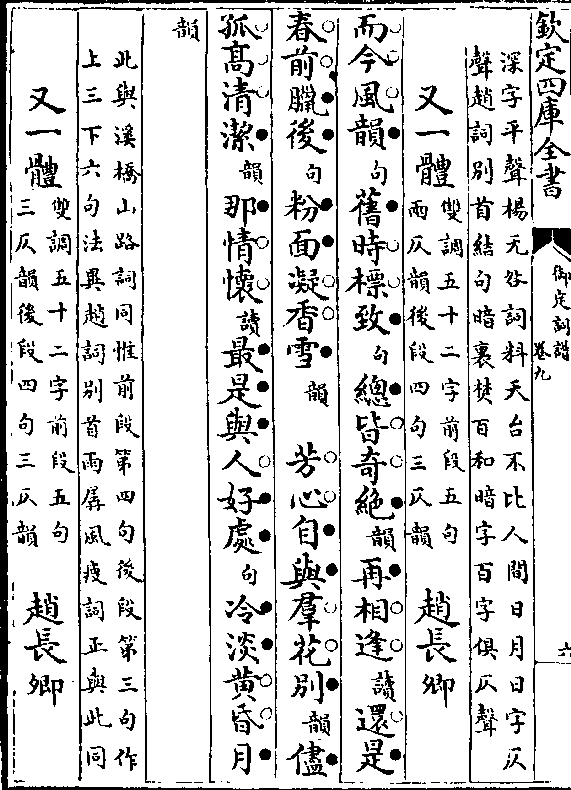 欽定四庫全書
御定詞譜
卷九
六
深字平聲楊无咎詞料天台不比人間日月日字仄
聲趙詞别首結句暗裏焚百和暗字百字俱仄聲
又一體
雙調五十二字前段五句
兩仄韻後段四句三仄韻
趙長卿
而今風韻句舊時標致句總皆奇絶韻再相逢讀還是
春前臘後句粉面凝香雪韻 芳心自與羣花别韻儘
孤高清潔韻那情懷讀最是與人好處句冷淡黄昏月
韻
此與溪橋山路詞同惟前段第四句後段第三句作
上三下六句法異趙詞别首雨孱風瘦詞正與此同
又一體
雙調五十二字前段五句
三仄韻後段四句三仄韻
趙長卿